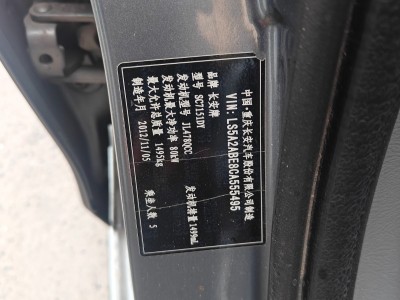 中国·重庆长安汽车股份有限公司制造
VIN: LS5A2ABE8CA555495
品牌 长安牌
型号 SC7151DY
发动机型号 JL478QCC 发动机排量 1499mL
发动机最大净功率 80kW
最大允许总质量 1495kg
制造年月 2012/11/05 乘坐人数 5